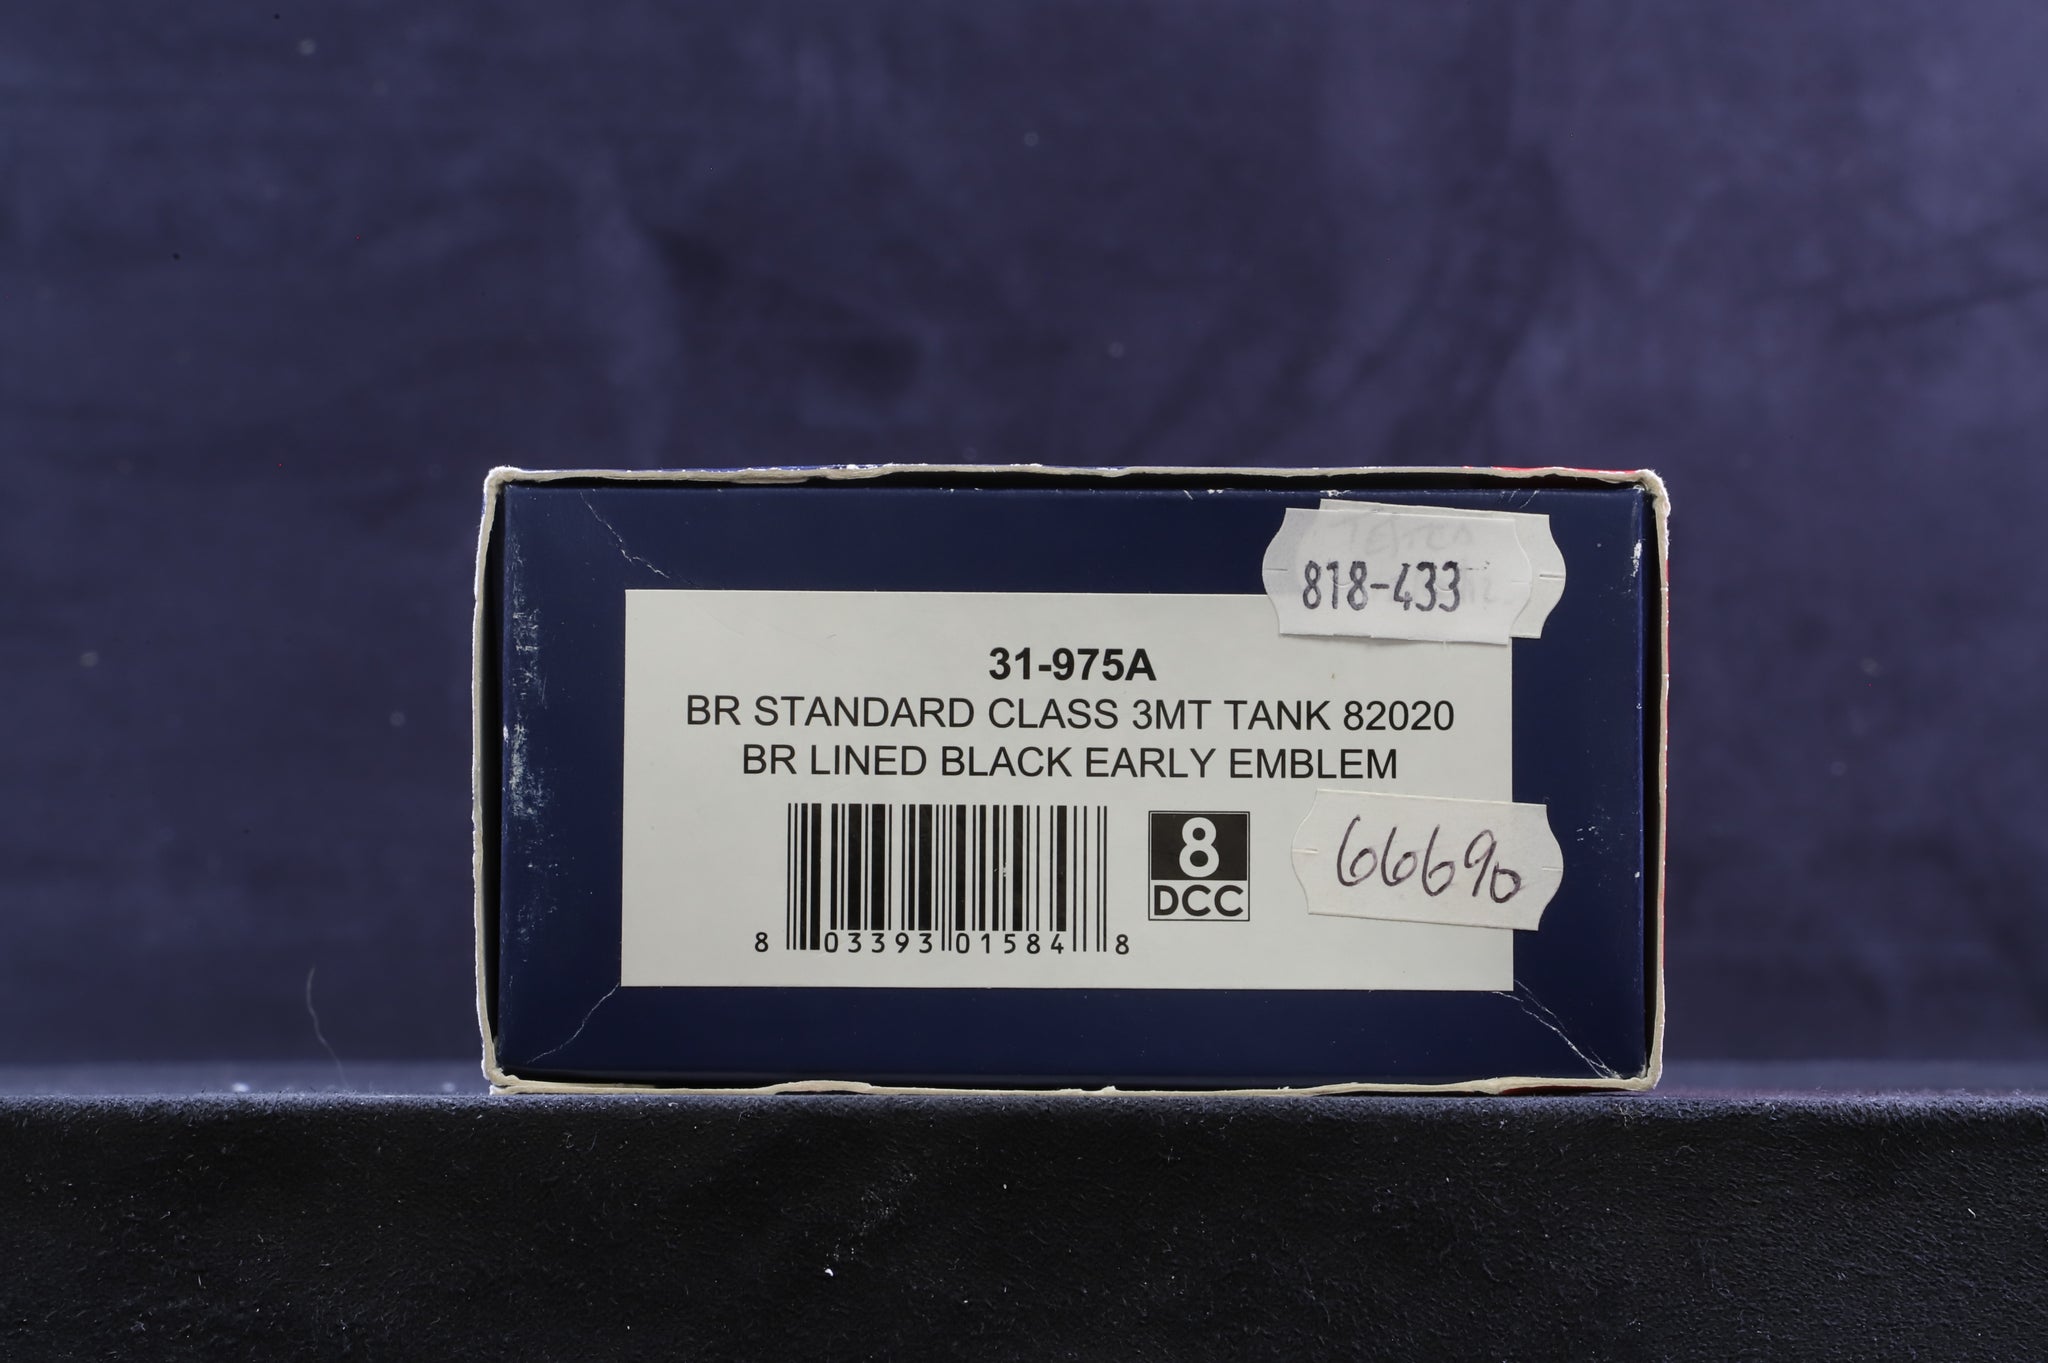 818-433
31-975A
BR STANDARD CLASS 3MT TANK 82020
BR LINED BLACK EARLY EMBLEM
8
DCC
66690
8 03393 01584 8